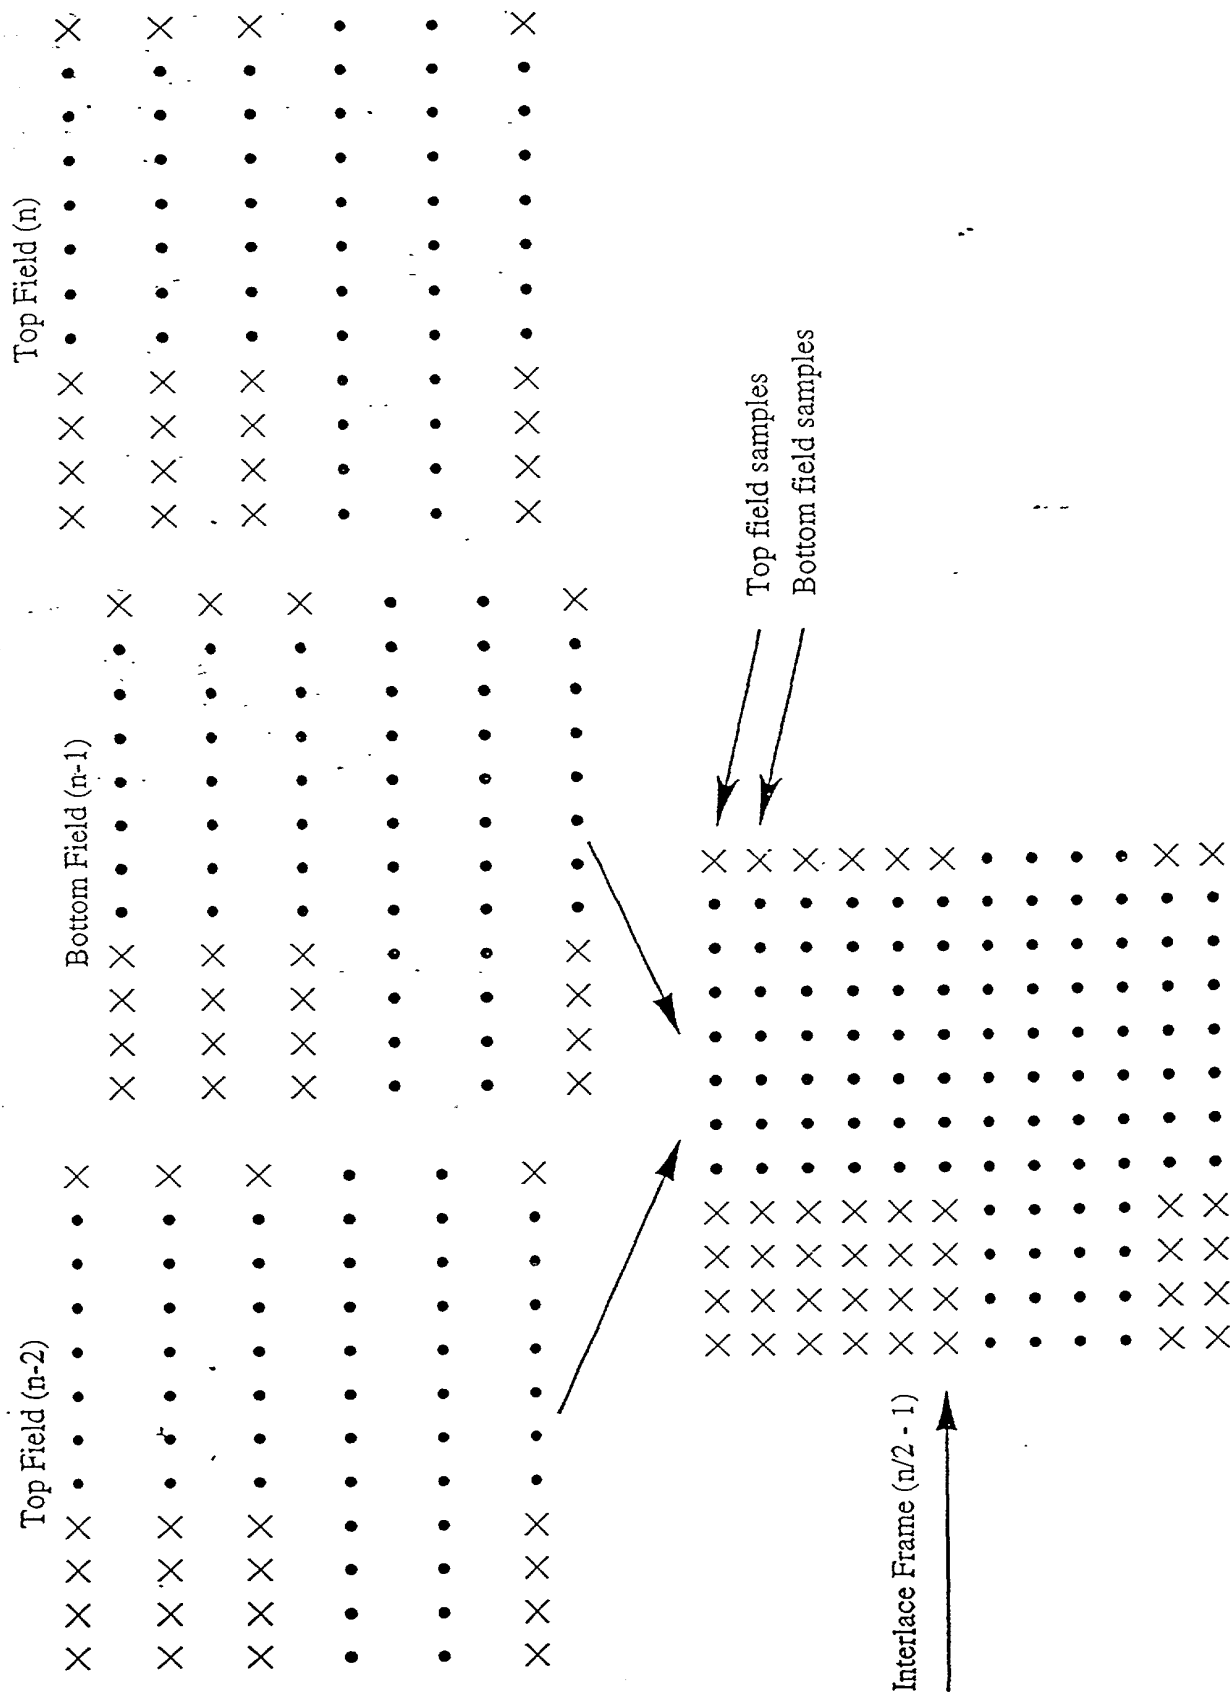 Top Field (n-2)
Bottom Field (n-1)
Top Field (n)
Interlace Frame (n/2 - 1)
Top field samples
Bottom field samples